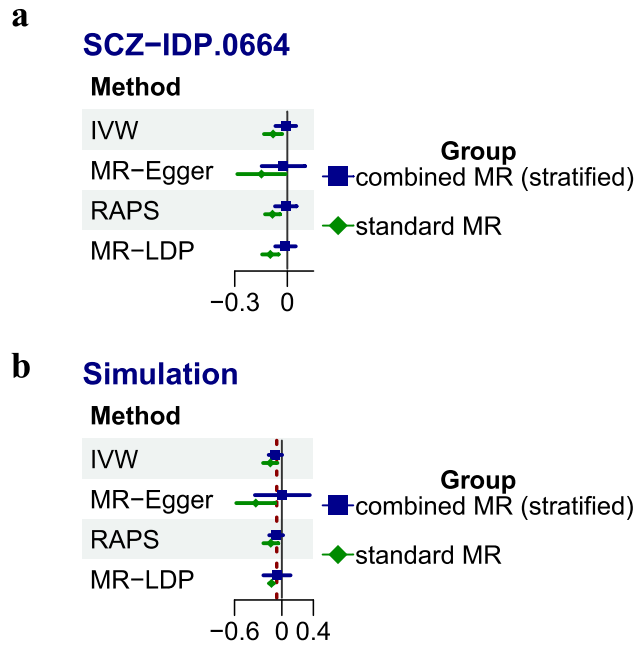 a
SCZ−IDP.0664
Method
IVW
MR−Egger
RAPS
MR−LDP
−0.3 0
Group
combined MR (stratified)
standard MR
b
Simulation
Method
IVW
MR−Egger
RAPS
MR−LDP
−0.6 0 0.4
Group
combined MR (stratified)
standard MR